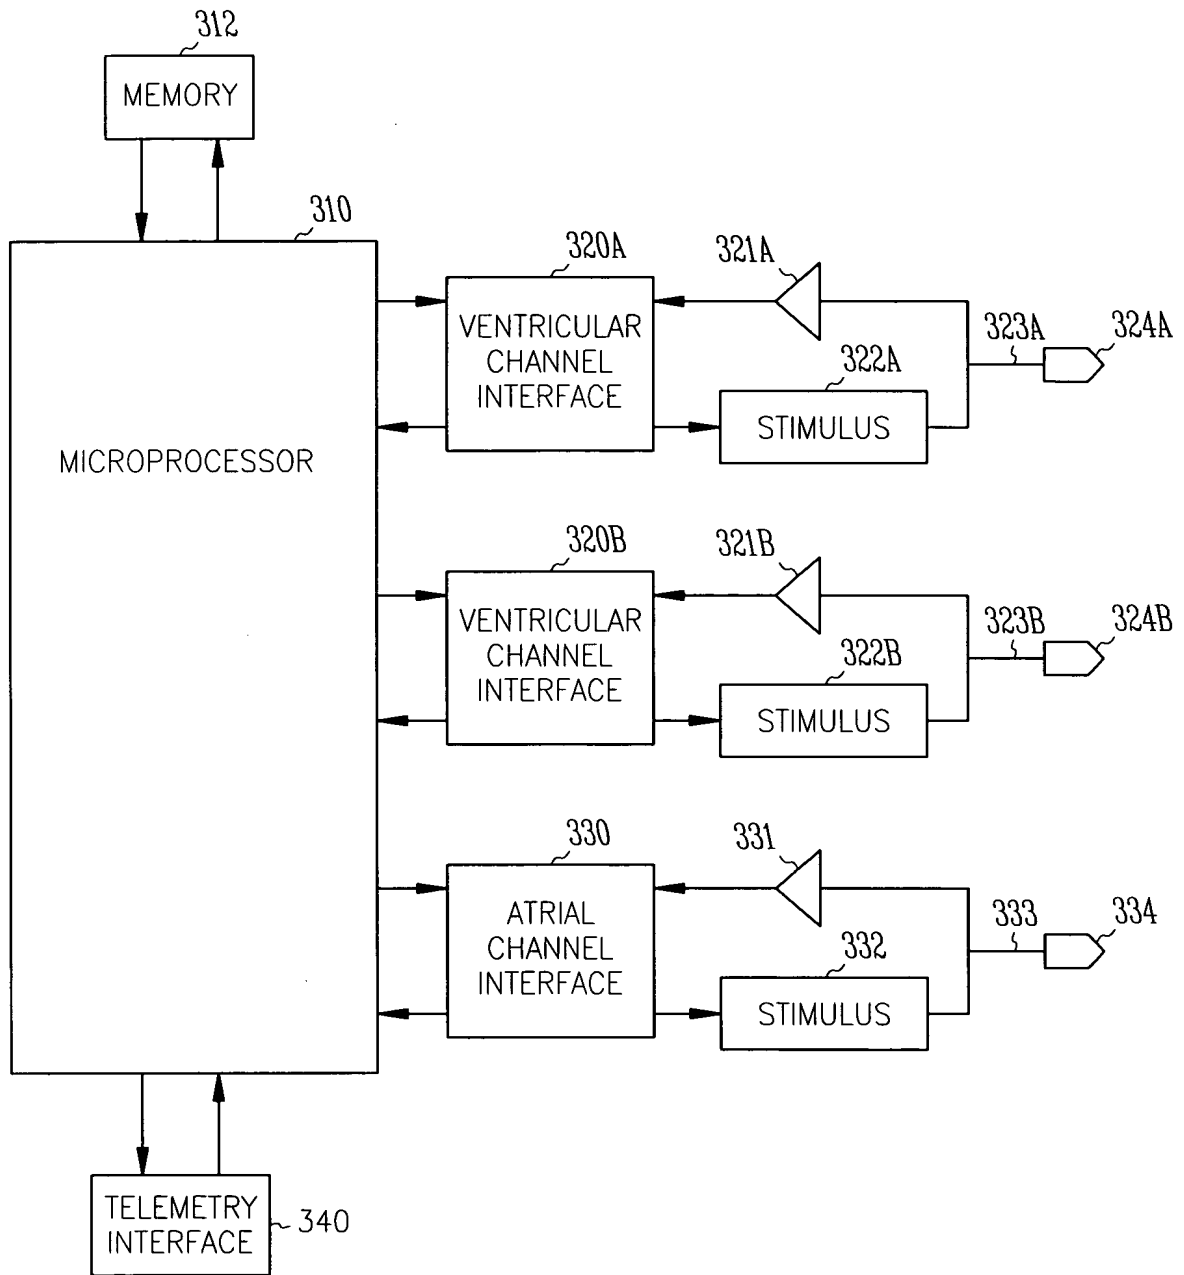 312
MEMORY
310
MICROPROCESSOR
320A
VENTRICULAR
CHANNEL
INTERFACE
321A
322A
STIMULUS
323A
324A
320B
VENTRICULAR
CHANNEL
INTERFACE
321B
322B
STIMULUS
323B
324B
330
ATRIAL
CHANNEL
INTERFACE
331
332
STIMULUS
333
334
TELEMETRY
INTERFACE
340